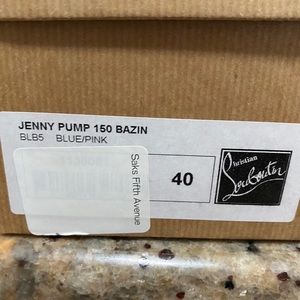 JENNY PUMP 150 BAZIN
BLB5 BLUE/PINK
Saks Fifth Avenue
40
Christian
Louboutin